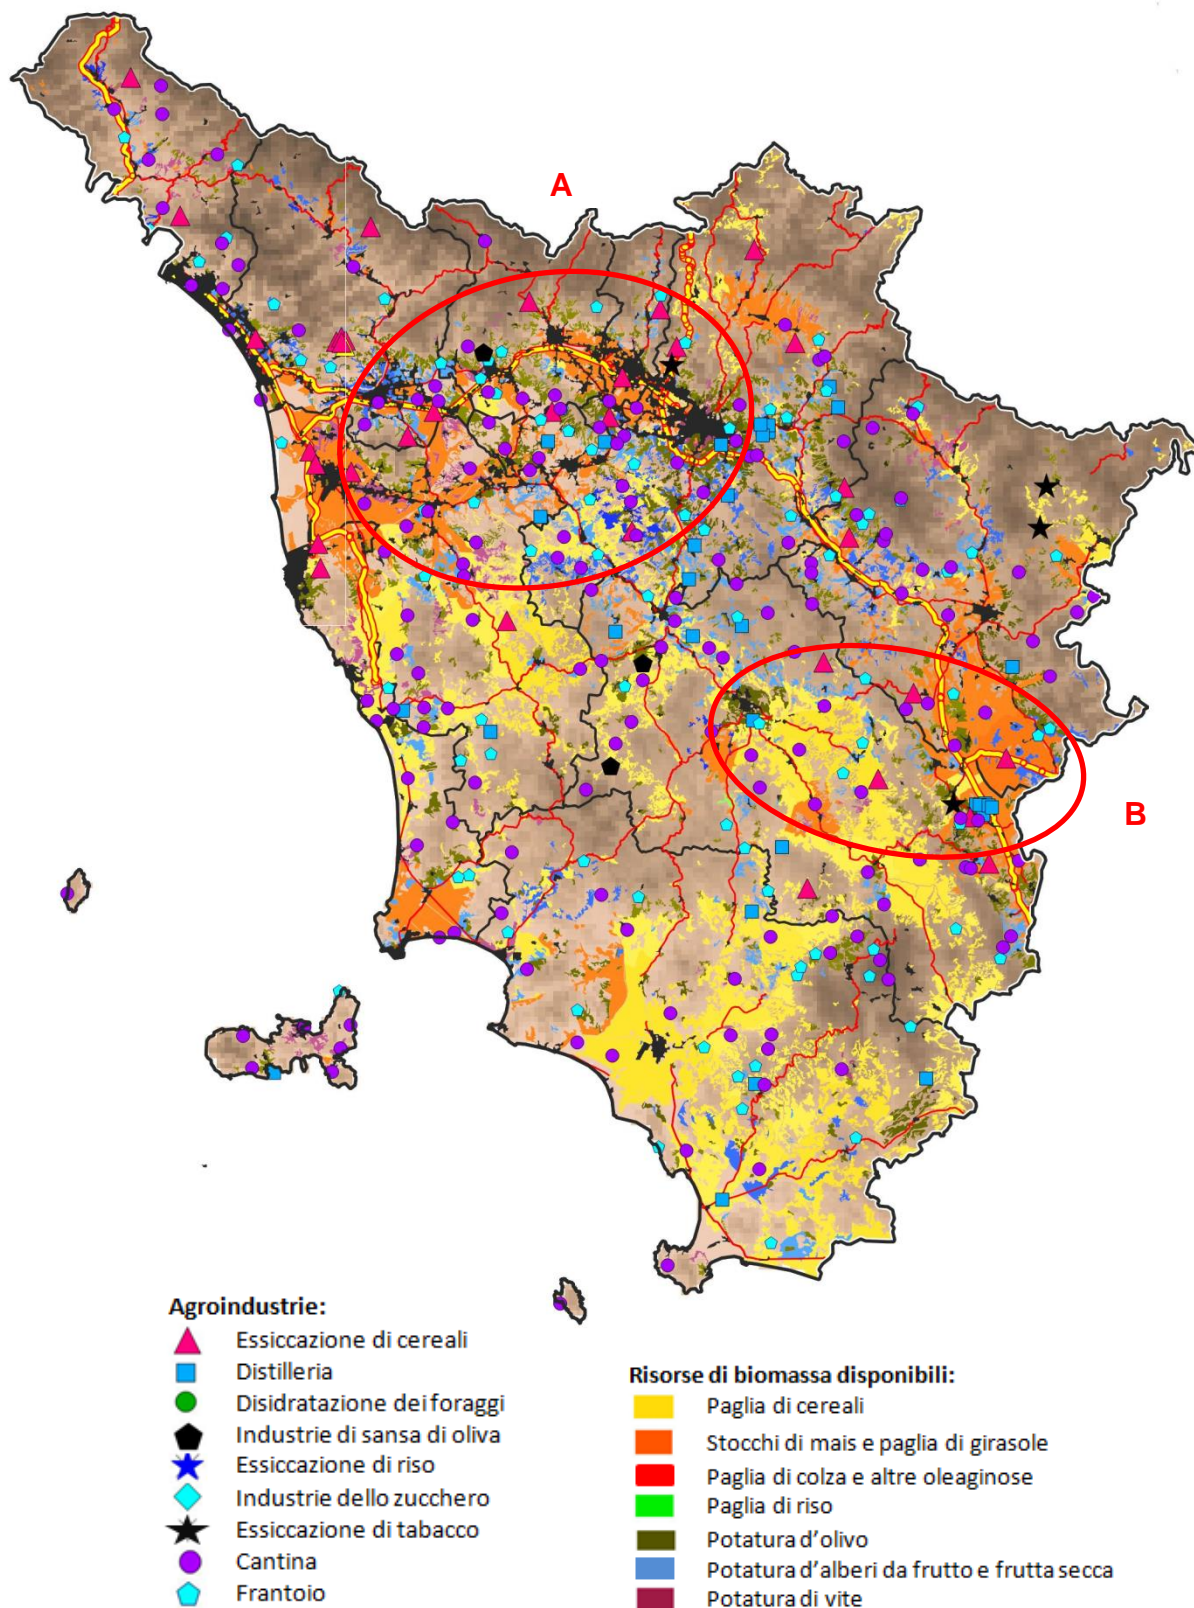 A
B
Agroindustrie:
Essiccazione di cereali
Distilleria
Disidratazione dei foraggi
Industrie di sansa di oliva
Essiccazione di riso
Industrie dello zucchero
Essiccazione di tabacco
Cantina
Frantoio
Risorse di biomassa disponibili:
Paglia di cereali
Stocchi di mais e paglia di girasole
Paglia di colza e altre oleaginose
Paglia di riso
Potatura d'olivo
Potatura d'alberi da frutto e frutta secca
Potatura di vite